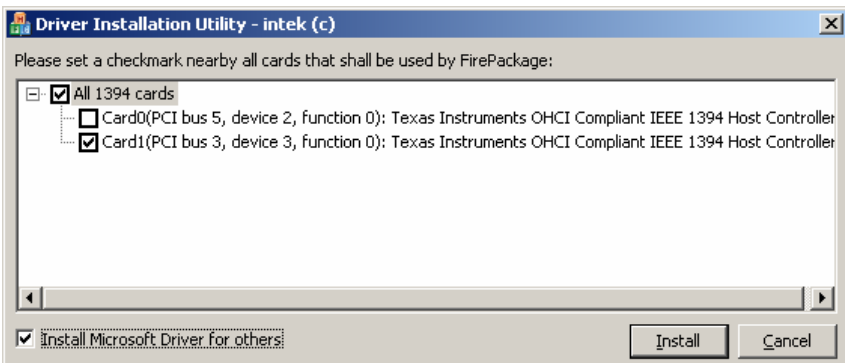 Driver Installation Utility - intek (c)
Please set a checkmark nearby all cards that shall be used by FirePackage:
All 1394 cards
Card0(PCI bus 5, device 2, function 0): Texas Instruments OHCI Compliant IEEE 1394 Host Controller
Card1(PCI bus 3, device 3, function 0): Texas Instruments OHCI Compliant IEEE 1394 Host Controller
Install Microsoft Driver for others
Install
Cancel